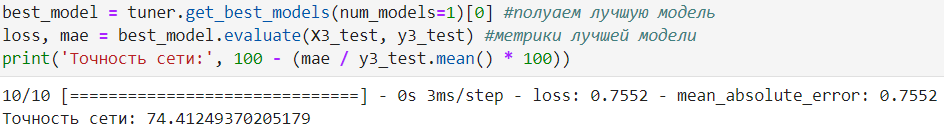 best_model = tuner.get_best_models(num_models=1)[0] #полуаем лучшую модель
loss, mae = best_model.evaluate(X3_test, y3_test) #метрики лучшей модели
print('Точность сети:', 100 - (mae / y3_test.mean() * 100))
10/10 [==============================] - 0s 3ms/step - loss: 0.7552 - mean_absolute_error: 0.7552
Точность сети: 74.41249370205179